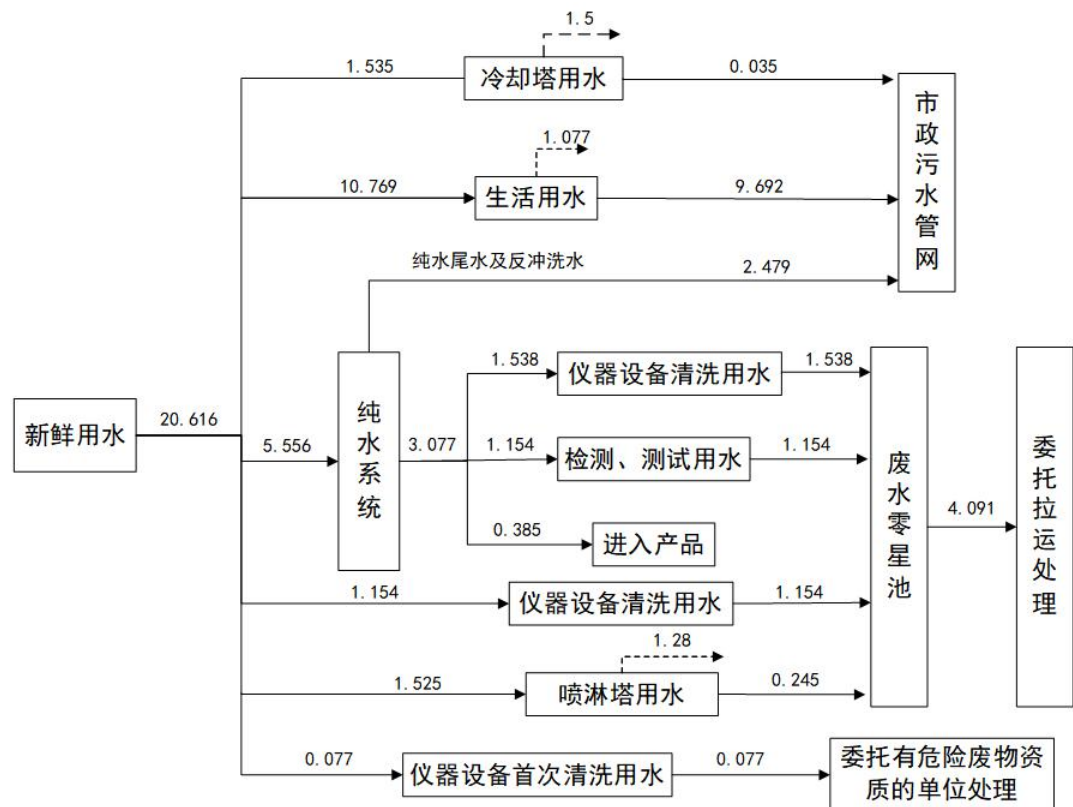 1.5
1.535
冷却塔用水
0.035
市政污水管网
1.077
10.769
生活用水
9.692
纯水尾水及反冲洗水
2.479
新鲜用水
20.616
5.556
纯水系统
3.077
1.538
仪器设备清洗用水
1.538
1.154
检测、测试用水
1.154
0.385
进入产品
废水零星池
4.091
委托拉运处理
1.154
仪器设备清洗用水
1.154
1.28
1.525
喷淋塔用水
0.245
0.077
仪器设备首次清洗用水
0.077
委托有危险废物资
质的单位处理